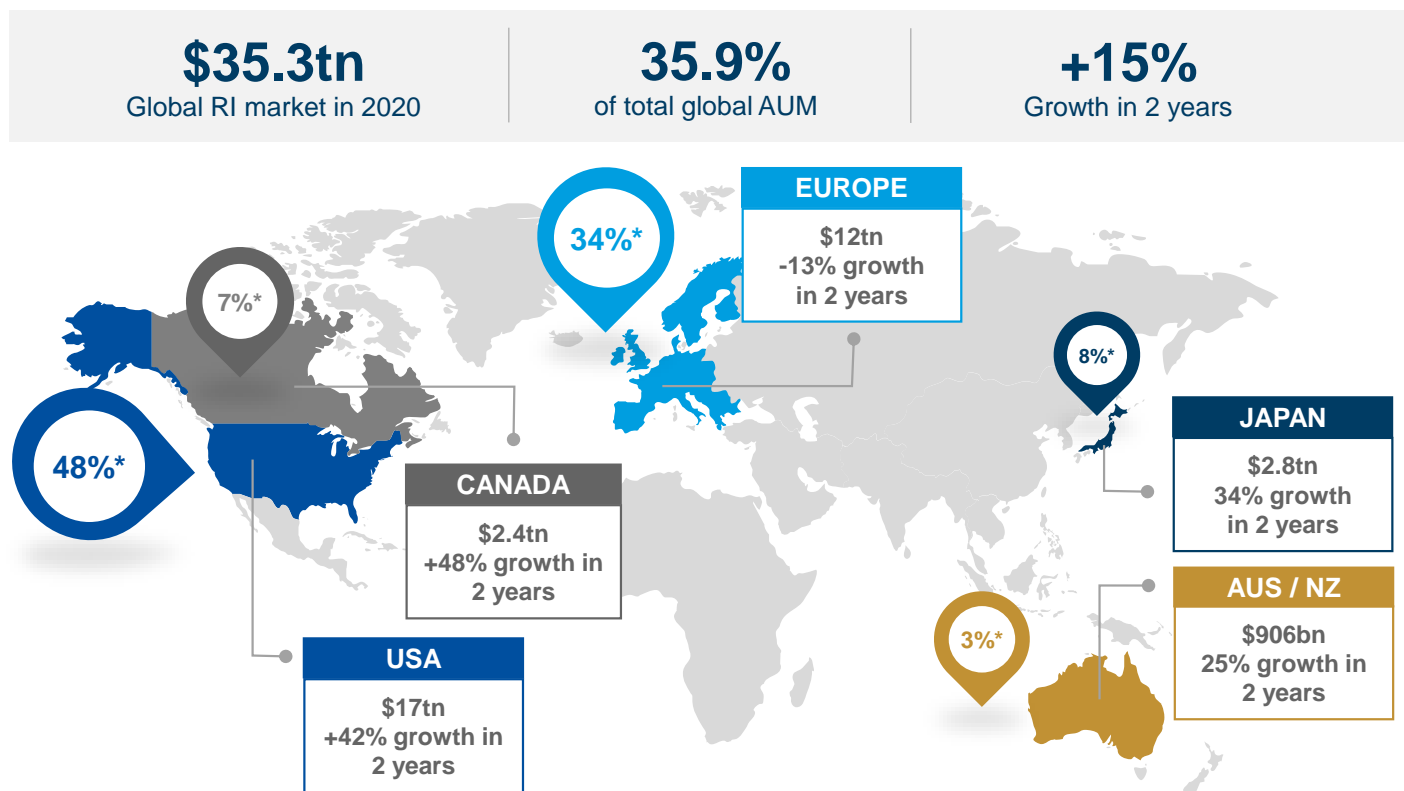 $35.3tn
Global RI market in 2020
35.9%
of total global AUM
+15%
Growth in 2 years
34%*
EUROPE
$12tn
-13% growth
in 2 years
7%*
8%*
48%*
CANADA
$2.4tn
+48% growth in
2 years
JAPAN
$2.8tn
34% growth
in 2 years
3%*
AUS / NZ
$906bn
25% growth in
2 years
USA
$17tn
+42% growth in
2 years